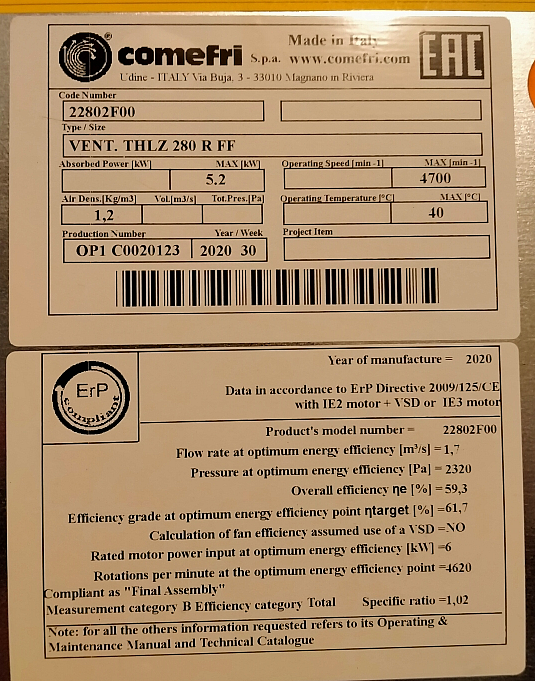 comefri S.p.a. Made in Italy
www.comefri.com
EAC
Udine - ITALY Via Buja, 3 - 33010 Magnano in Riviera
Code Number
22802F00
Type / Size
VENT. THLZ 280 R FF
Absorbed Power [kW] MAX [kW] Operating Speed [min -1] MAX [min -1]
5.2 4700
Air Dens.[Kg/m3] Vol.[m3/s] Tot.Pres.[Pa] Operating Temperature [°C] MAX [°C]
1,2 40
Production Number Year / Week Project Item
OP1 C0020123 2020 30
ErP
compliant
Year of manufacture = 2020
Data in accordance to ErP Directive 2009/125/CE
with IE2 motor + VSD or IE3 motor
Product's model number = 22802F00
Flow rate at optimum energy efficiency [m³/s] =1,7
Pressure at optimum energy efficiency [Pa] =2320
Overall efficiency ηe [%] =59,3
Efficiency grade at optimum energy efficiency point ηtarget [%] =61,7
Calculation of fan efficiency assumed use of a VSD =NO
Rated motor power input at optimum energy efficiency [kW] =6
Rotations per minute at the optimum energy efficiency point =4620
Compliant as "Final Assembly"
Measurement category B Efficiency category Total Specific ratio =1,02
Note: for all the others information requested refers to its Operating &
Maintenance Manual and Technical Catalogue